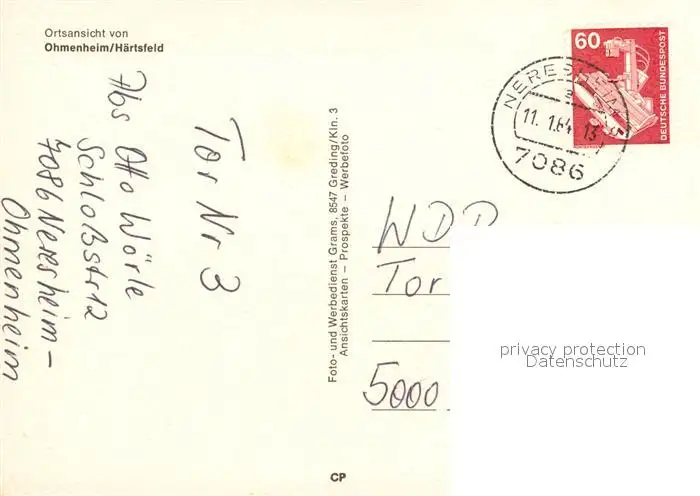 Ortsansicht von
Ohmenheim/Härtsfeld
Abs Otto Wörle
Schloßstr 12
7086 Neresheim –
Ohmenheim
Tor Nr 3
Foto- und Werbedienst Grams, 8547 Greding/Kln. 3
Ansichtskarten – Prospekte – Werbefoto
CP
60
DEUTSCHE BUNDESPOST
NERESHEIM
a
11. 1.84. 13
7086
WDR
Tor
5000
privacy protection
Datenschutz